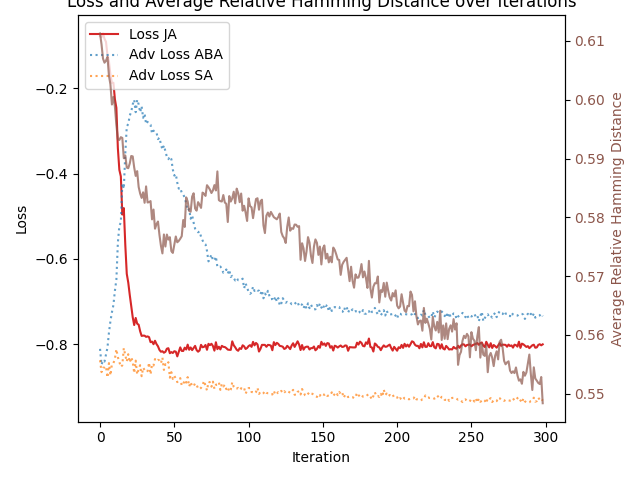 Loss and Average Relative Hamming Distance over Iterations
Loss JA
Adv Loss ABA
Adv Loss SA
−0.2
−0.4
−0.6
−0.8
Loss
0
50
100
150
200
250
300
Iteration
0.61
0.60
0.59
0.58
0.57
0.56
0.55
Average Relative Hamming Distance